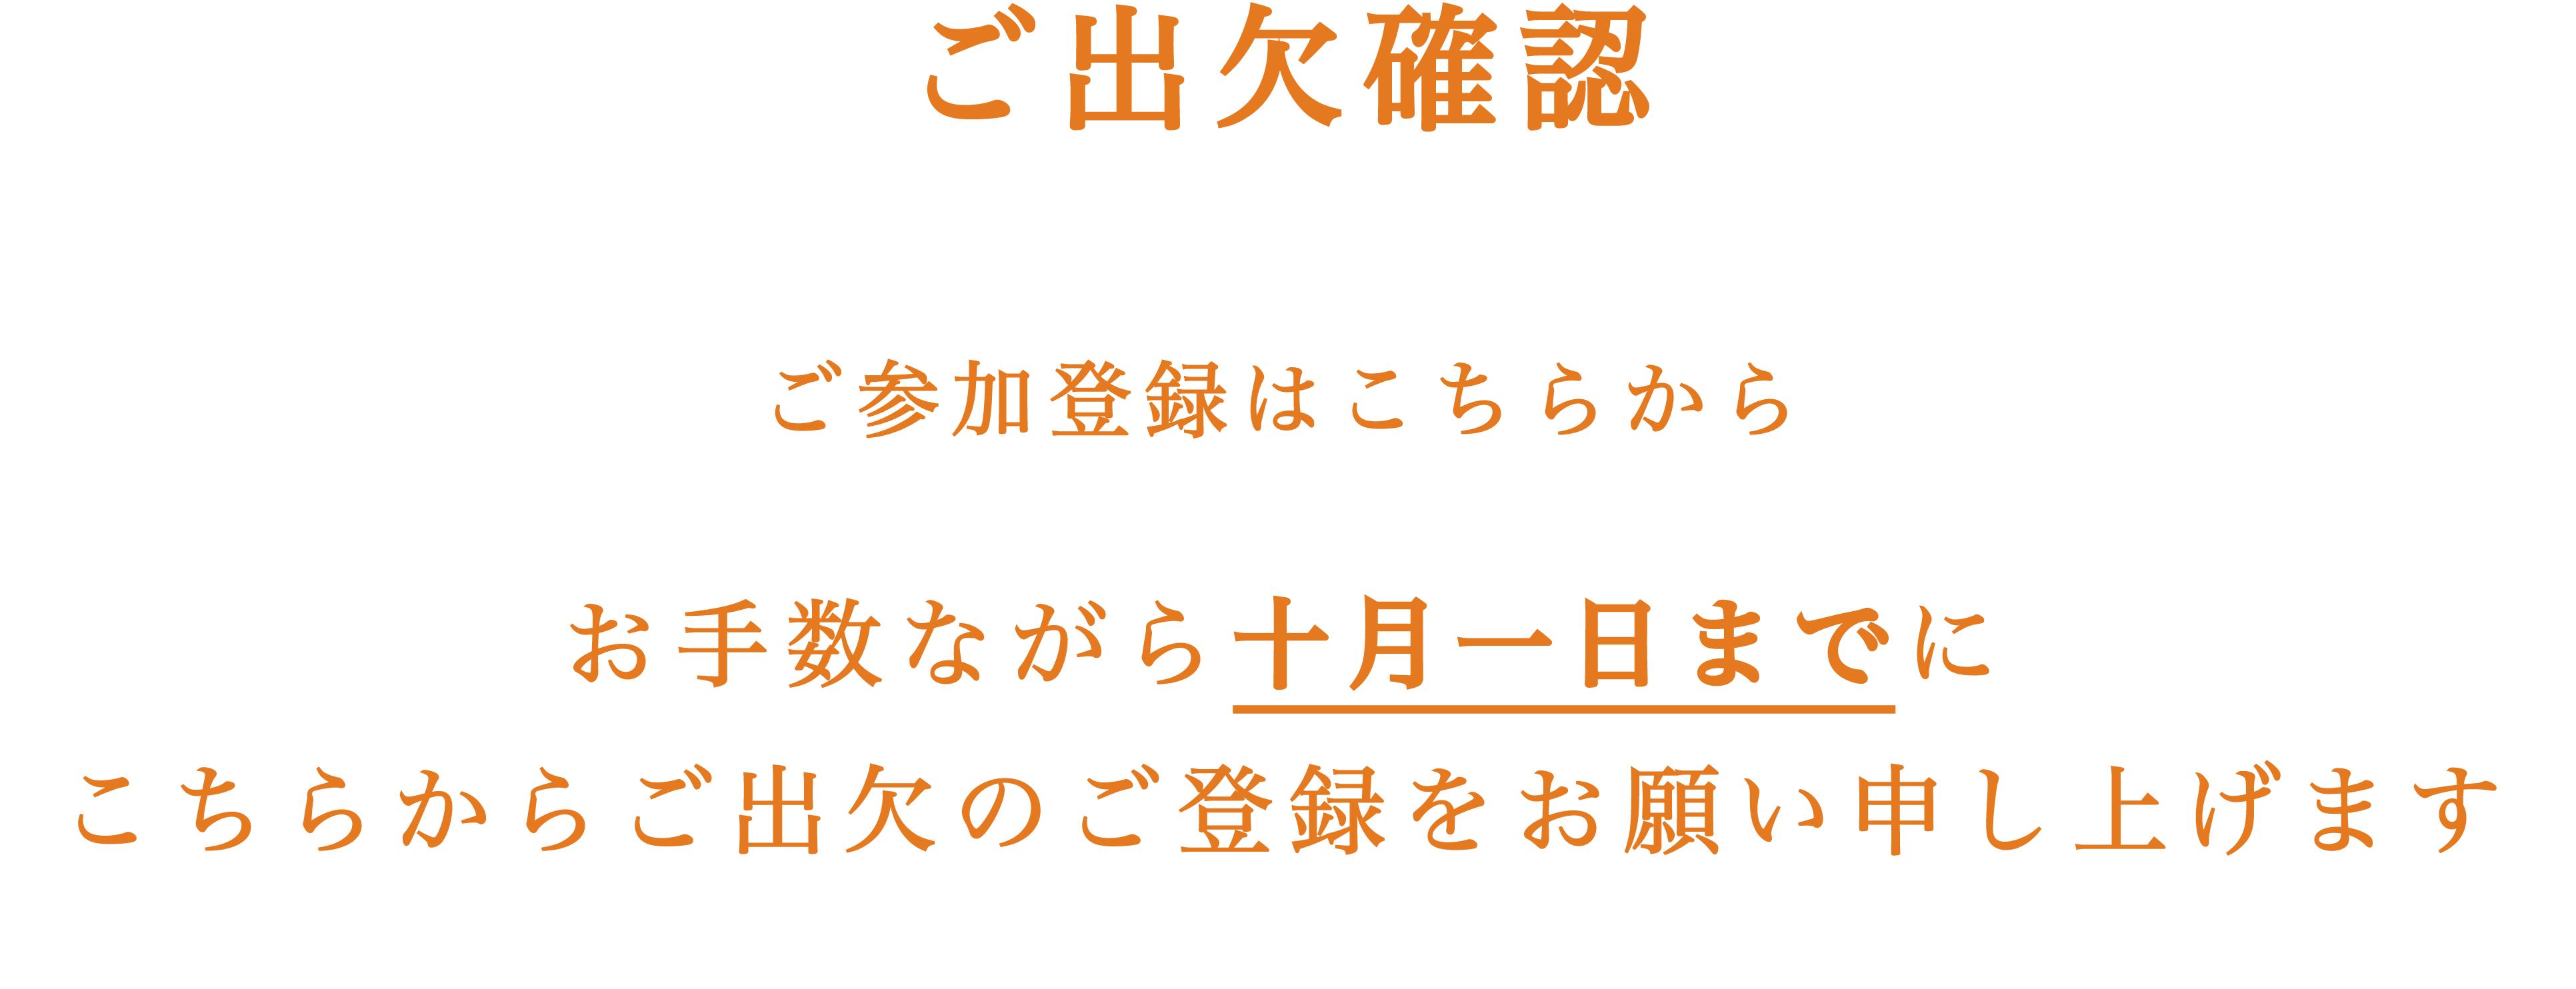 ご出欠確認
ご参加登録はこちらから
お手数ながら十月一日までに
こちらからご出欠のご登録をお願い申し上げます